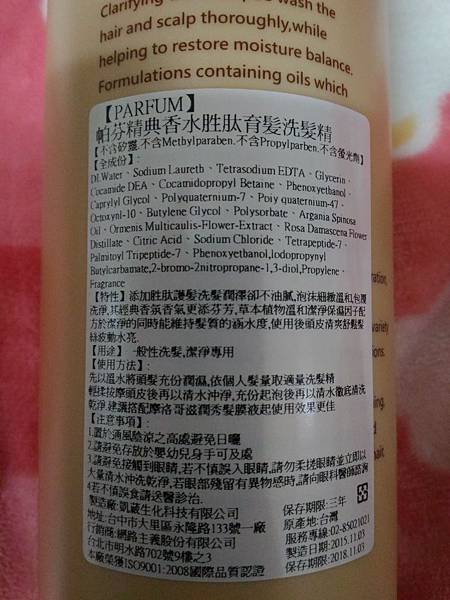 Clarifying
wash the
hair and scalp thoroughly,while
helping to restore moisture balance.
Formulations containing oils which
【PARFUM】
帕芬精典香水胜肽育髮洗髮精
【不含矽靈.不含Methylparaben.不含Propylparben.不含螢光劑】
【全成份】:
DI.Water、Sodium Laureth、Tetrasodium EDTA、Glycerin、
Cocamide DEA、Cocamidopropyl Betaine、Phenoxyetbanol、
Caprylyl Glycol、Polyquaternium-7、Poiy quaternium-47、
Octoxynl-10、Butylene Glycol、Polysorbate、Argania Spinosa
Oil、Ormenis Multicaulis-Flower-Extract、Rosa Damascena Flower
Distillate、Citric Acid、Sodium Chloride、Tetrapeptide-7、
Palmitoyl Tripeptide-7、Phenoxyetbanol,Iodopropynyl
Butylcarbamate,2-bromo-2nitropropane-1,3-diol,Propylene、
Fragrance
【特性】添加胜肽護髮洗髮潤澤卻不油膩,泡沫細緻溫和,包覆
洗淨,其經典香氛香氣更添芬芳,草本植物溫和潔淨保濕因子配
方於潔淨的同時能維持髮質的涵水度,使用後頭皮清爽舒鬆髮
絲波動水亮.
【用途】 一般性洗髮,潔淨專用
【使用方法】:
先以溫水將頭髮充份潤濕,依個人髮量取適量洗髮精
輕揉按摩頭皮後再以清水沖淨,充份起泡後再以清水徹底清洗
乾淨.建議搭配摩洛哥滋潤秀髮膜液起使用效果更佳
【注意事項】:
1.置於通風陰涼之高處避免日曬
2.請避免存放於嬰幼兒身手可及處
3.請避免接觸到眼睛,若不慎誤入眼睛,請勿柔搓眼睛並立即以
大量清水沖洗乾淨,若眼部殘留有異物感時,請向眼科醫師諮詢
4若不慎誤食請送醫診治.
製造廠:凱葳生化科技有限公司
地址:台中市大里區永隆路133號一廠
行銷商:網路主義股份有限公司
台北市明水路702號9樓之3
本廠榮獲ISO9001:2008國際品質認證
保存期限:三年
原產地:台灣
服務專線:02-85021021
製造日期:2015.11.03
保存期限:2018.11.03
variety